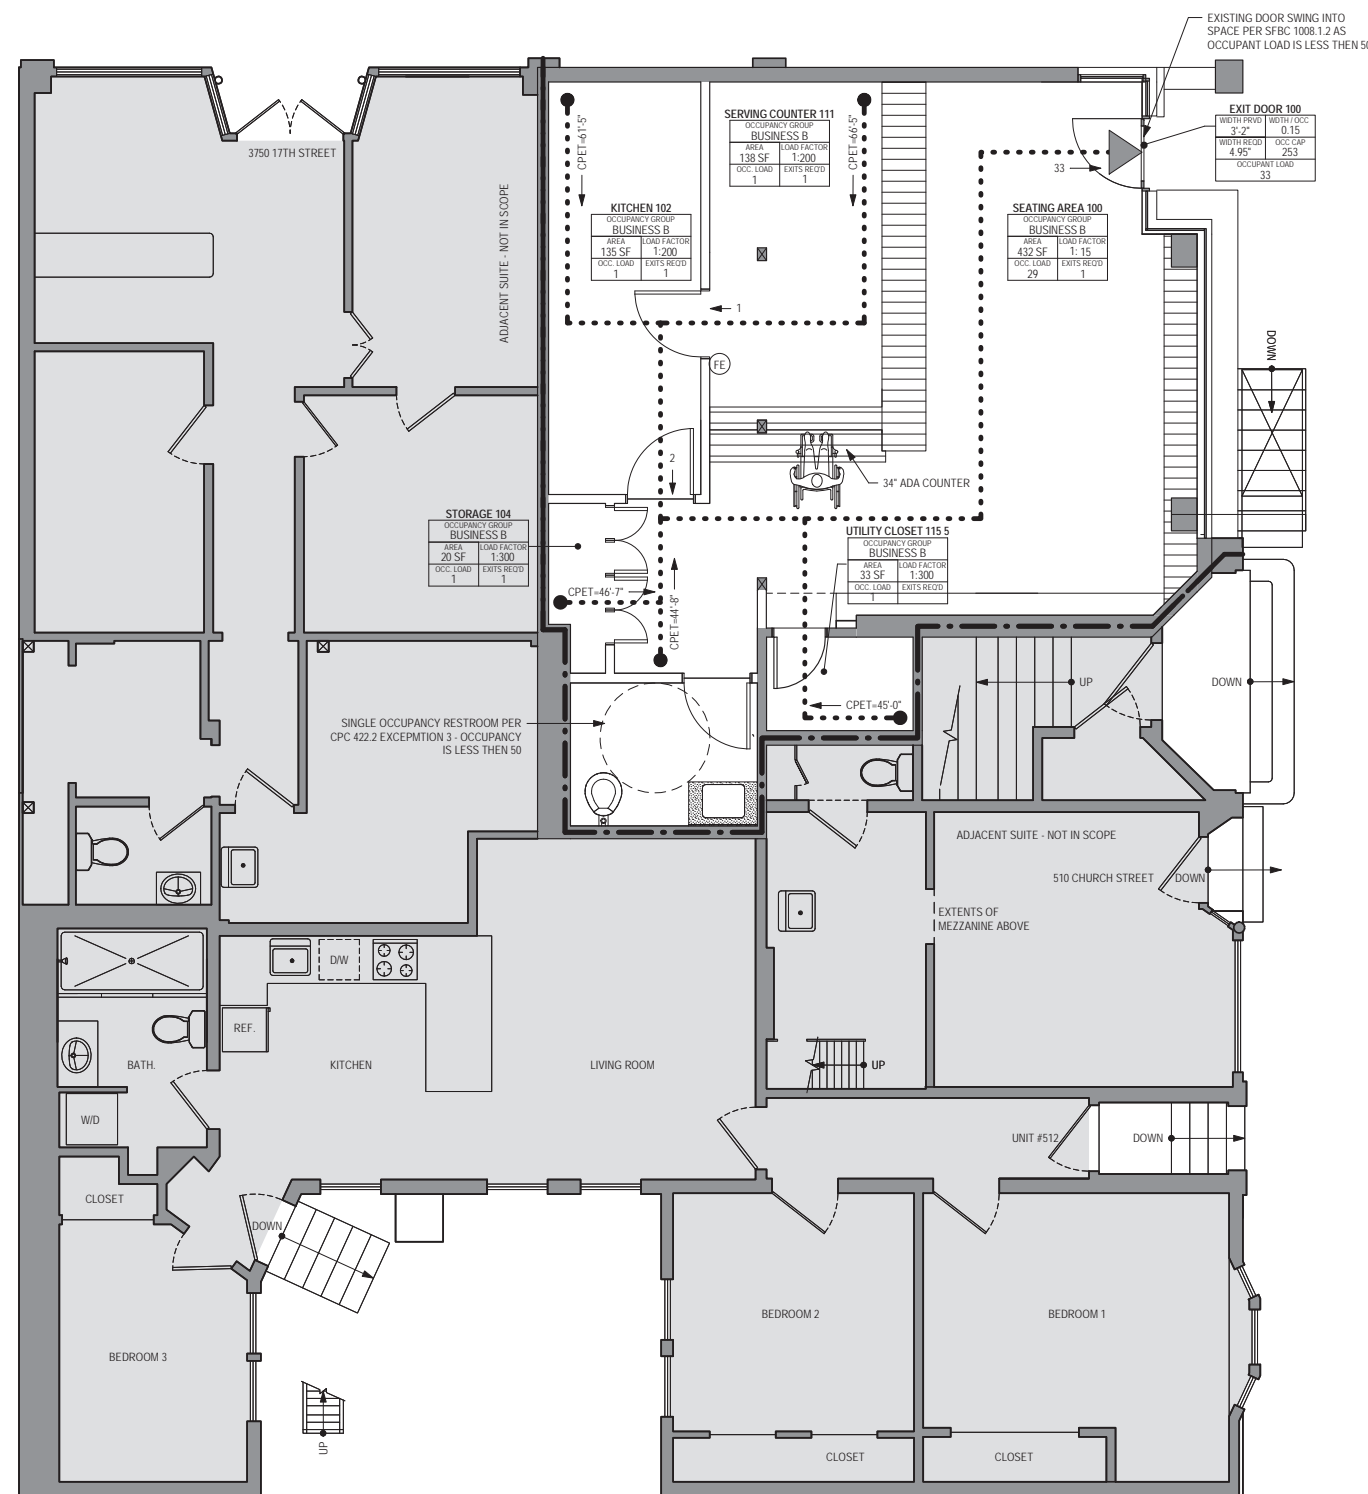 EXISTING DOOR SWING INTO
SPACE PER SFBC 1008.1.2 AS
OCCUPANT LOAD IS LESS THEN 50
EXIT DOOR 100
WIDTH PRVD WDTH / OCC
3'-2" 0.15
WIDTH REQD OCC CAP
4.95" 253
OCCUPANT LOAD
33
3750 17TH STREET
ADJACENT SUITE - NOT IN SCOPE
CPET=61'-5"
SERVING COUNTER 111
OCCUPANCY GROUP
BUSINESS B
AREA LOAD FACTOR
138 SF 1:200
OCC. LOAD EXITS REQ'D
1 1
CPET=66'-5"
33
KITCHEN 102
OCCUPANCY GROUP
BUSINESS B
AREA LOAD FACTOR
135 SF 1:200
OCC. LOAD EXITS REQ'D
1 1
SEATING AREA 100
OCCUPANCY GROUP
BUSINESS B
AREA LOAD FACTOR
432 SF 1: 15
OCC. LOAD EXITS REQ'D
29 1
1
FE
DOWN
2
34" ADA COUNTER
STORAGE 104
OCCUPANCY GROUP
BUSINESS B
AREA LOAD FACTOR
20 SF 1:300
OCC. LOAD EXITS REQ'D
1 1
UTILITY CLOSET 115 5
OCCUPANCY GROUP
BUSINESS B
AREA LOAD FACTOR
33 SF 1:300
OCC. LOAD EXITS REQ'D
1
CPET=46'-7"
CPET=44'-8"
UP
DOWN
CPET=45'-0"
SINGLE OCCUPANCY RESTROOM PER
CPC 422.2 EXCEPMTION 3 - OCCUPANCY
IS LESS THEN 50
ADJACENT SUITE - NOT IN SCOPE
510 CHURCH STREET
DOWN
EXTENTS OF
MEZZANINE ABOVE
D/W
REF.
BATH.
KITCHEN
LIVING ROOM
UP
W/D
UNIT #512
DOWN
CLOSET
DOWN
BEDROOM 2
BEDROOM 1
BEDROOM 3
UP
CLOSET
CLOSET